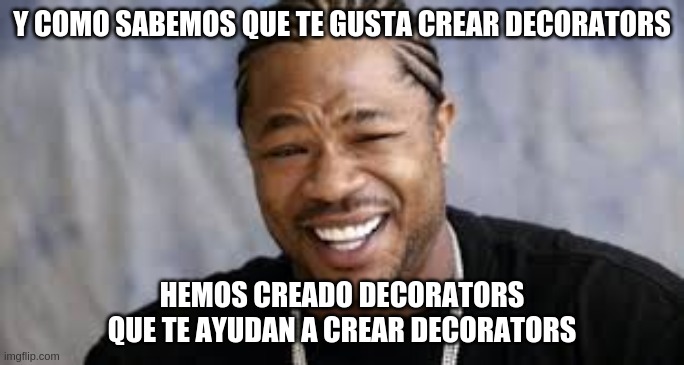 Y COMO SABEMOS QUE TE GUSTA CREAR DECORATORS
HEMOS CREADO DECORATORS
QUE TE AYUDAN A CREAR DECORATORS
imgflip.com